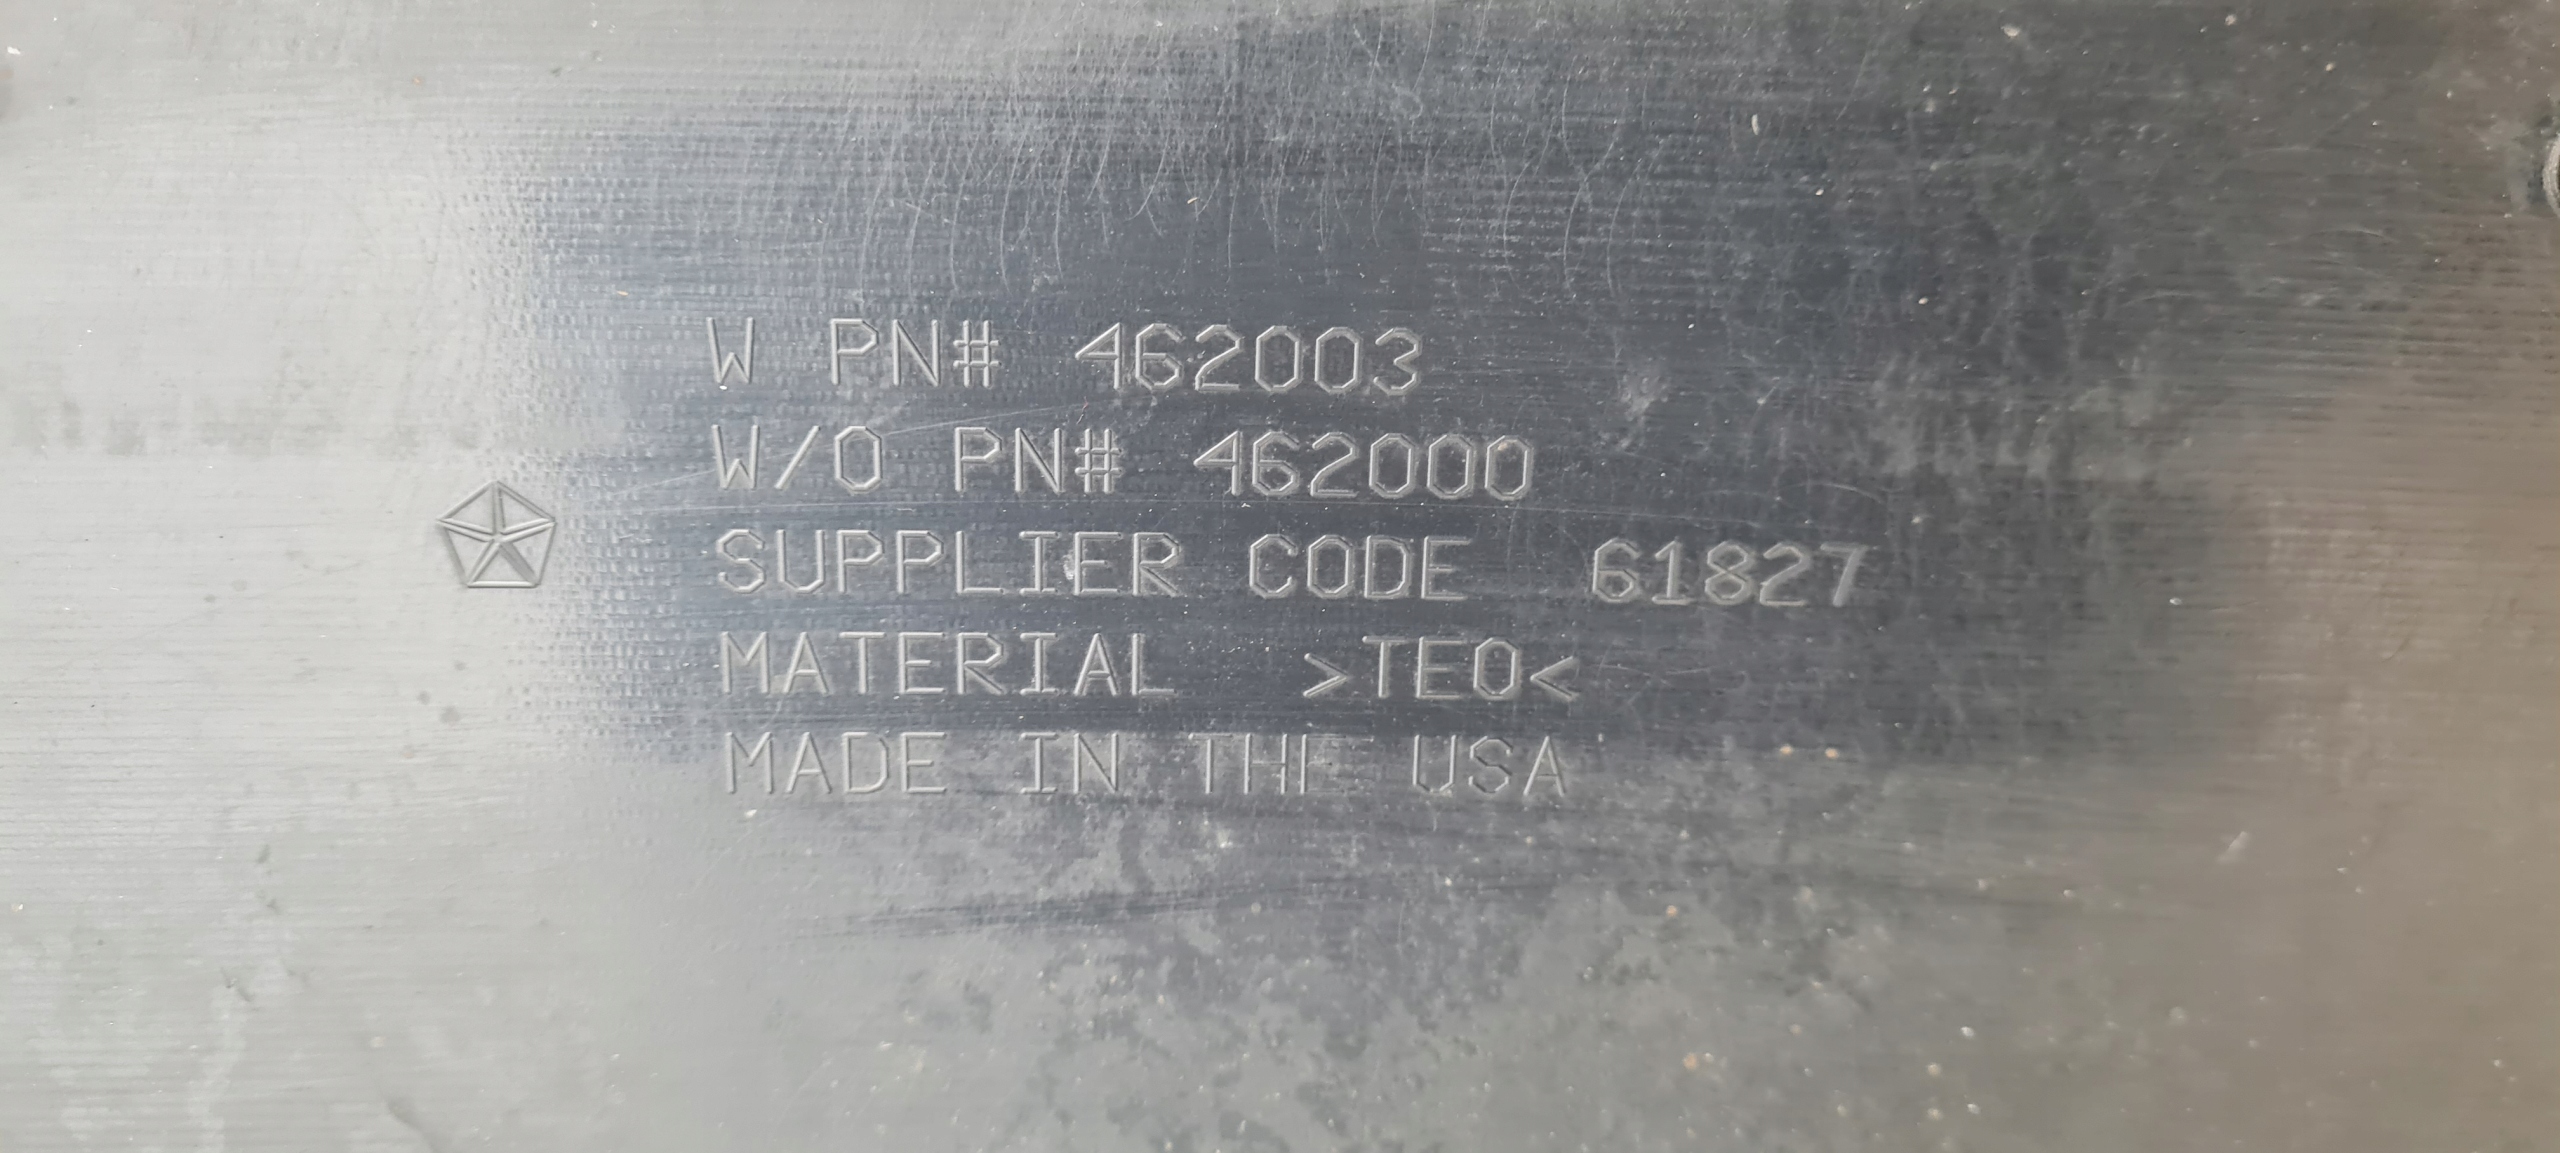 W PN# 462003
W/O PN# 462000
SUPPLIER CODE 61827
MATERIAL >TEO<
MADE IN THE USA